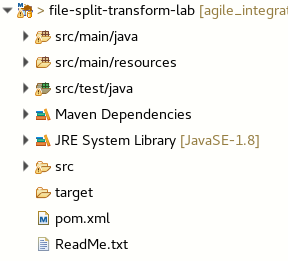 > file-split-transform-lab [agile_integrat
src/main/java
src/main/resources
src/test/java
Maven Dependencies
JRE System Library [JavaSE-1.8]
src
target
pom.xml
ReadMe.txt